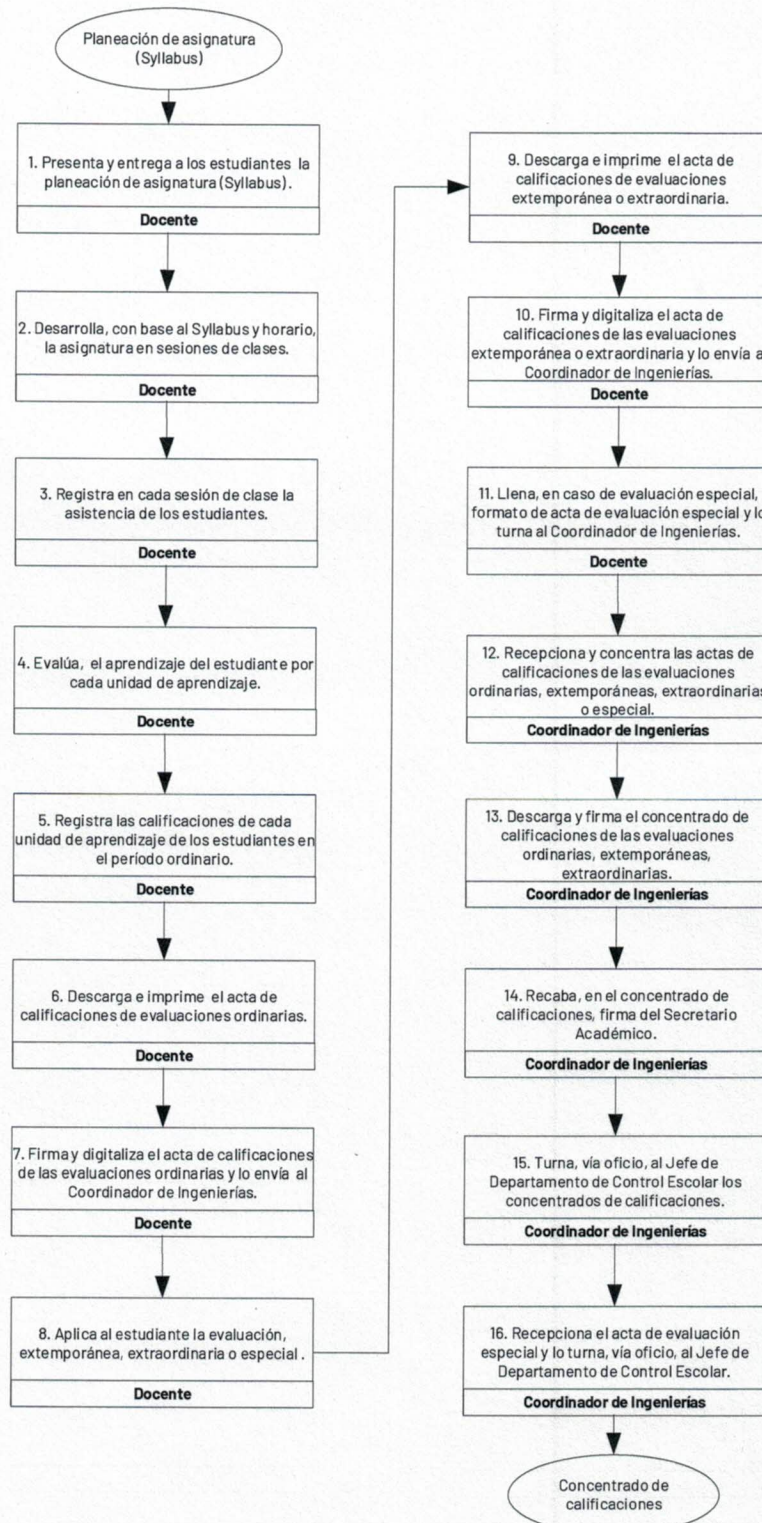 Planeación de asignatura
(Syllabus)
1. Presenta y entrega a los estudiantes la
planeación de asignatura (Syllabus).
Docente
2. Desarrolla, con base al Syllabus y horario,
la asignatura en sesiones de clases.
Docente
3. Registra en cada sesión de clase la
asistencia de los estudiantes.
Docente
4. Evalúa, el aprendizaje del estudiante por
cada unidad de aprendizaje.
Docente
5. Registra las calificaciones de cada
unidad de aprendizaje de los estudiantes en
el período ordinario.
Docente
6. Descarga e imprime el acta de
calificaciones de evaluaciones ordinarias.
Docente
7. Firma y digitaliza el acta de calificaciones
de las evaluaciones ordinarias y lo envía al
Coordinador de Ingenierías.
Docente
8. Aplica al estudiante la evaluación,
extemporánea, extraordinaria o especial .
Docente
9. Descarga e imprime el acta de
calificaciones de evaluaciones
extemporánea o extraordinaria.
Docente
10. Firma y digitaliza el acta de
calificaciones de las evaluaciones
extemporánea o extraordinaria y lo envía a
Coordinador de Ingenierías.
Docente
11. Llena, en caso de evaluación especial,
formato de acta de evaluación especial y lo
turna al Coordinador de Ingenierías.
Docente
12. Recepciona y concentra las actas de
calificaciones de las evaluaciones
ordinarias, extemporáneas, extraordinarias
o especial.
Coordinador de Ingenierías
13. Descarga y firma el concentrado de
calificaciones de las evaluaciones
ordinarias, extemporáneas,
extraordinarias.
Coordinador de Ingenierías
14. Recaba, en el concentrado de
calificaciones, firma del Secretario
Académico.
Coordinador de Ingenierías
15. Turna, vía oficio, al Jefe de
Departamento de Control Escolar los
concentrados de calificaciones.
Coordinador de Ingenierías
16. Recepciona el acta de evaluación
especial y lo turna, vía oficio, al Jefe de
Departamento de Control Escolar.
Coordinador de Ingenierías
Concentrado de
calificaciones